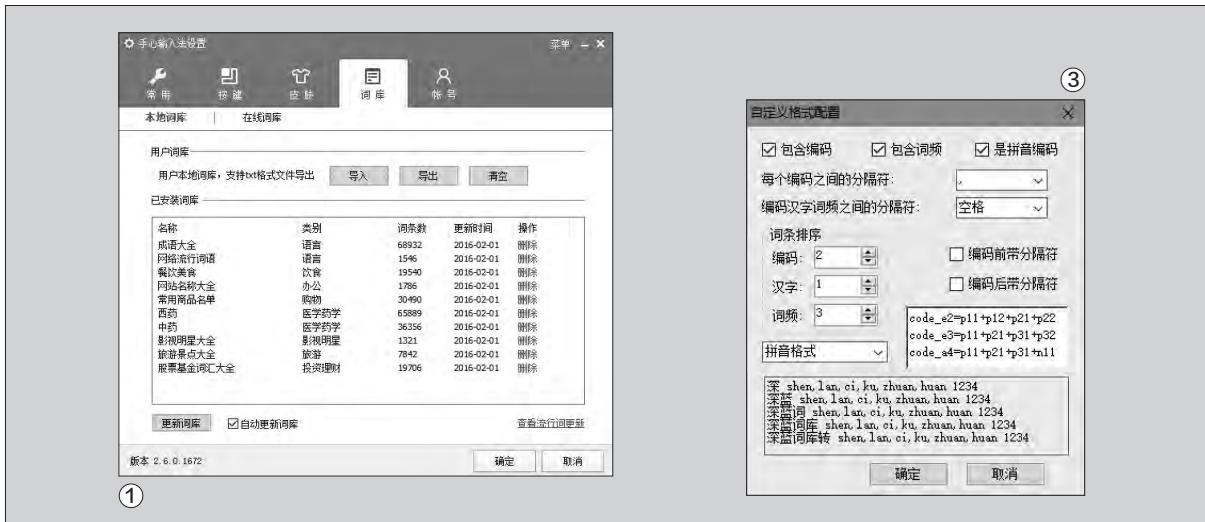 手心输入法设置 菜单
常用 按键 皮肤 词库 帐号
本地词库 | 在线词库
用户词库
用户本地词库，支持txt格式文件导出 导入 导出 清空
已安装词库
名称 类别 词条数 更新时间 操作
成语大全 语言 68932 2016-02-01 删除
网络流行词语 语言 1546 2016-02-01 删除
餐饮美食 饮食 19540 2016-02-01 删除
网站名称大全 办公 1786 2016-02-01 删除
常用商品名单 购物 30490 2016-02-01 删除
西药 医学药学 65889 2016-02-01 删除
中药 医学药学 36356 2016-02-01 删除
影视明星大全 影视明星 1321 2016-02-01 删除
旅游景点大全 旅游 7842 2016-02-01 删除
股票基金词汇大全 投资理财 19706 2016-02-01 删除
更新词库 自动更新词库 查看流行词更新
版本 2.6.0.1672 确定 取消
①
③
自定义格式配置
包含编码 包含词频 是拼音编码
每个编码之间的分隔符： ,
编码汉字词频之间的分隔符： 空格
词条排序
编码： 2 编码前带分隔符
汉字： 1 编码后带分隔符
词频： 3
code_e2=p11+p12+p21+p22
code_e3=p11+p21+p31+p32
code_a4=p11+p21+p31+n11
拼音格式
深 shen,lan,ci,ku,zhuan,huan 1234
深蓝 shen,lan,ci,ku,zhuan,huan 1234
深蓝词 shen,lan,ci,ku,zhuan,huan 1234
深蓝词库 shen,lan,ci,ku,zhuan,huan 1234
深蓝词库转 shen,lan,ci,ku,zhuan,huan 1234
确定 取消